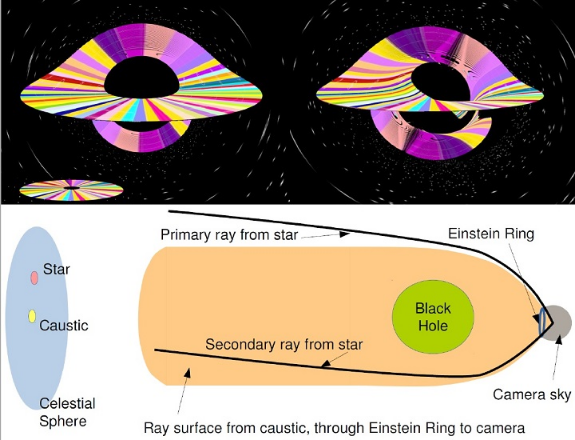 Primary ray from star
Einstein Ring
Star
Caustic
Black
Hole
Secondary ray from star
Celestial
Sphere
Camera sky
Ray surface from caustic, through Einstein Ring to camera